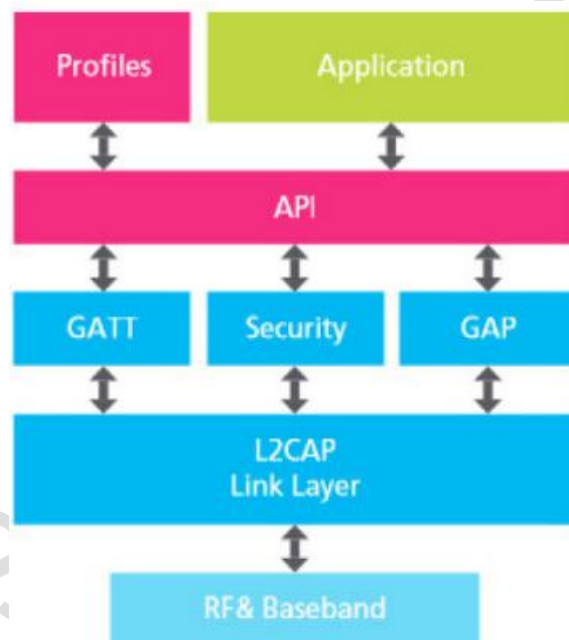 Profiles
Application
API
GATT
Security
GAP
L2CAP
Link Layer
RF& Baseband